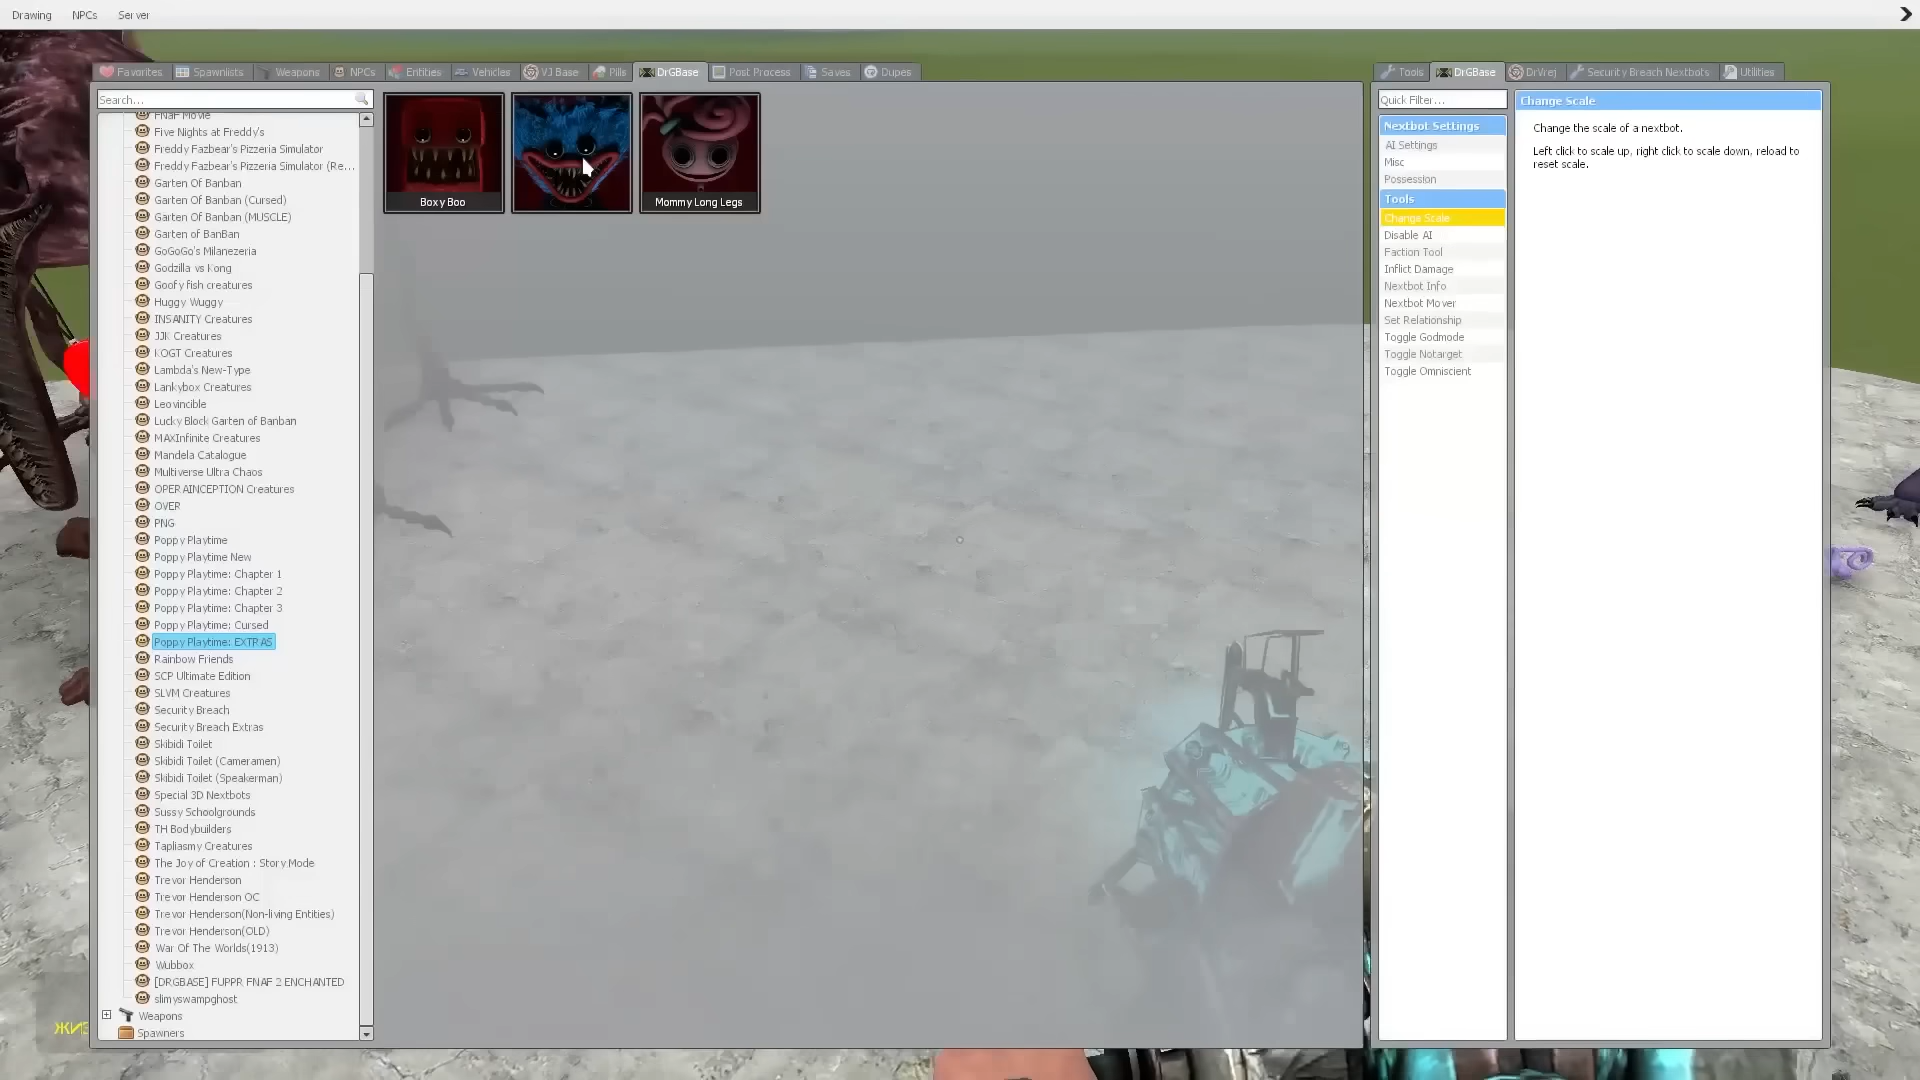 Drawing NPCs Server
Favorites Spawnlists Weapons NPCs Entities Vehicles VJ Base Pills DrGBase Post Process Saves Dupes
Search...
FNaF Movie
Five Nights at Freddy's
Freddy Fazbear's Pizzeria Simulator
Freddy Fazbear's Pizzeria Simulator (Re...
Garten Of Banban
Garten Of Banban (Cursed)
Garten Of Banban (MUSCLE)
Garten of BanBan
GoGoGo's Milanezeria
Godzilla vs Kong
Goofy fish creatures
Huggy Wuggy
INSANITY Creatures
JJK Creatures
KOGT Creatures
Lambda's New-Type
Lankybox Creatures
Leovincible
Lucky Block Garten of Banban
MAXInfinite Creatures
Mandela Catalogue
Multiverse Ultra Chaos
OPERAINCEPTION Creatures
OVER
PNG
Poppy Playtime
Poppy Playtime New
Poppy Playtime: Chapter 1
Poppy Playtime: Chapter 2
Poppy Playtime: Chapter 3
Poppy Playtime: Cursed
Poppy Playtime: EXTRAS
Rainbow Friends
SCP Ultimate Edition
SLVM Creatures
Security Breach
Security Breach Extras
Skibidi Toilet
Skibidi Toilet (Cameramen)
Skibidi Toilet (Speakerman)
Special 3D Nextbots
Sussy Schoolgrounds
TH Bodybuilders
Tapliasmy Creatures
The Joy of Creation : Story Mode
Trevor Henderson
Trevor Henderson OC
Trevor Henderson(Non-living Entities)
Trevor Henderson(OLD)
War Of The Worlds(1913)
Wubbox
[DRGBASE] FUPPR FNAF 2 ENCHANTED
slimyswampghost
Weapons
Spawners
Boxy Boo
Mommy Long Legs
Tools DrGBase DrVrej Security Breach Nextbots Utilities
Quick Filter...
Nextbot Settings
AI Settings
Misc
Possession
Tools
Change Scale
Disable AI
Faction Tool
Inflict Damage
Nextbot Info
Nextbot Mover
Set Relationship
Toggle Godmode
Toggle Notarget
Toggle Omniscient
Change Scale
Change the scale of a nextbot.
Left click to scale up, right click to scale down, reload to
reset scale.